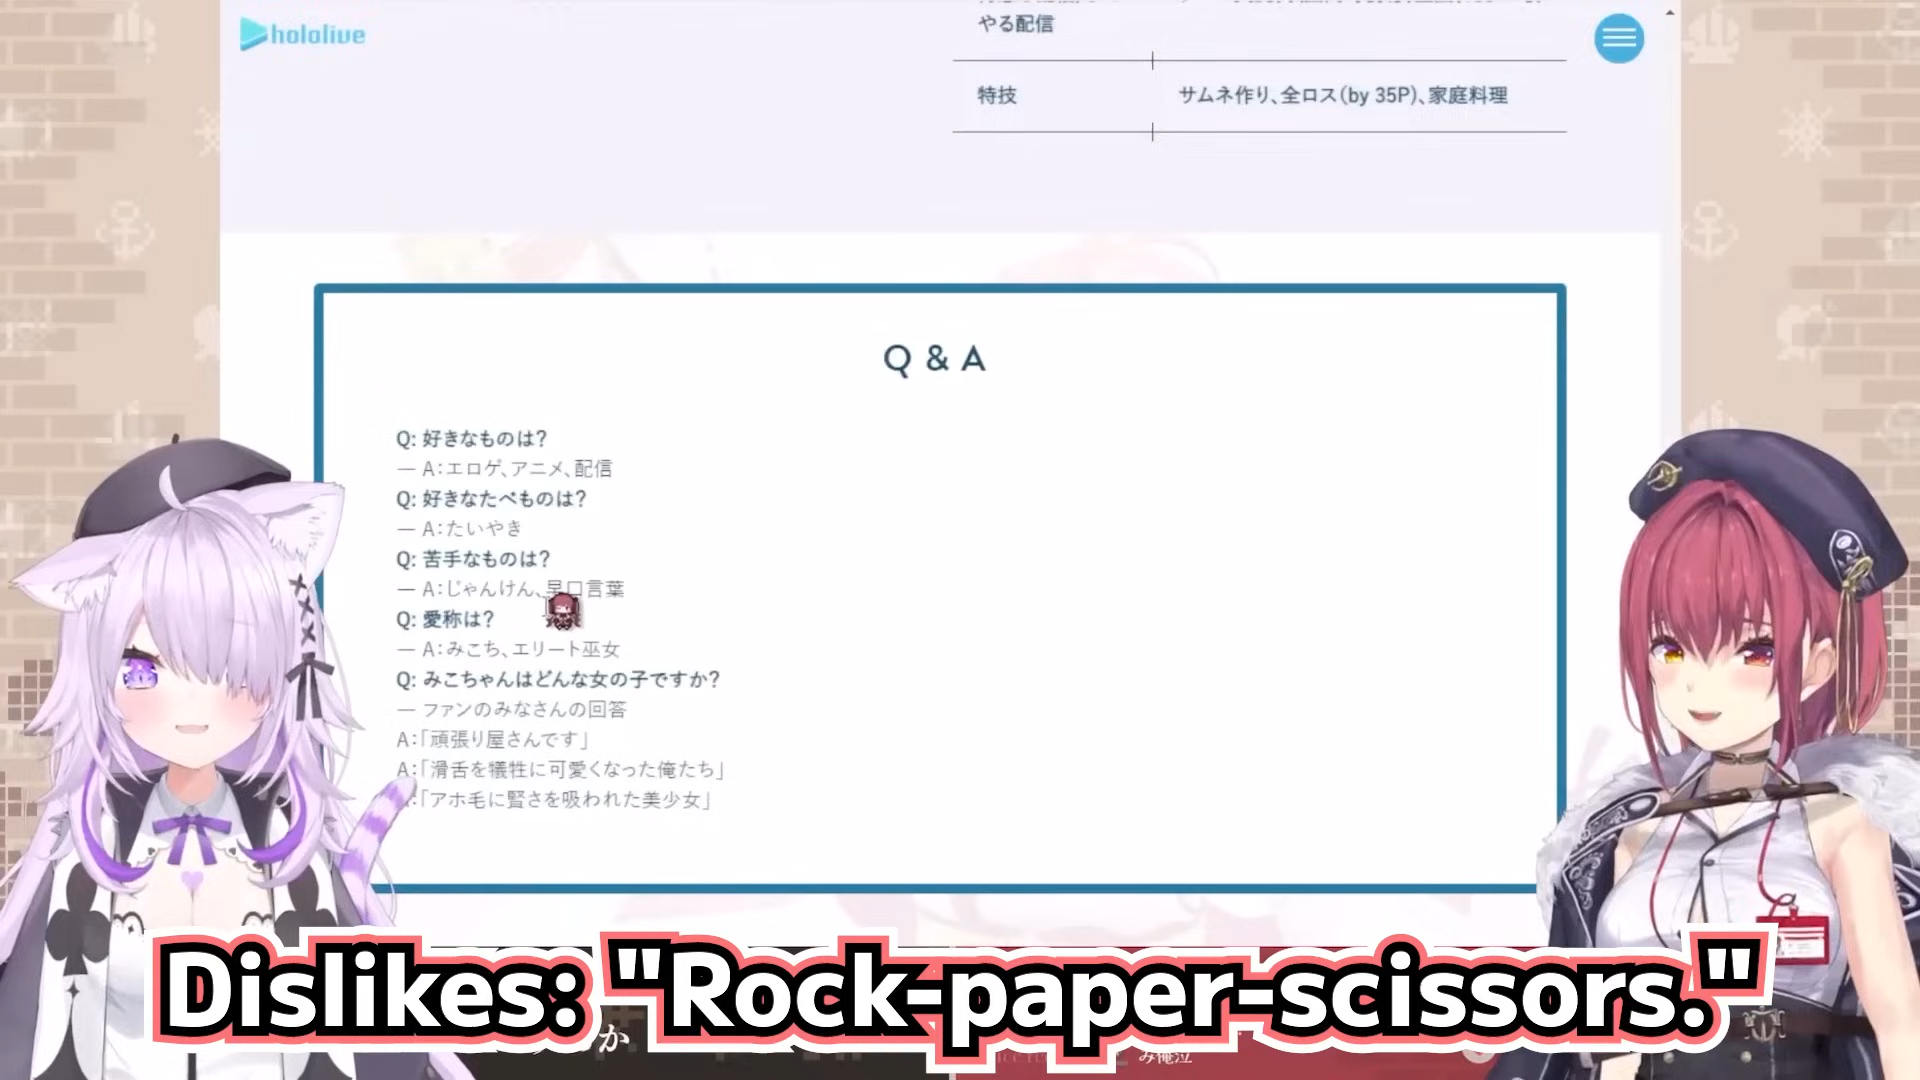 hololive
やる配信
特技 サムネ作り、全ロス(by 35P)、家庭料理
Q & A
Q: 好きなものは?
— A:エロゲ、アニメ、配信
Q: 好きなたべものは?
— A:たいやき
Q: 苦手なものは?
— A:じゃんけん、早口言葉
Q: 愛称は?
— A:みこち、エリート巫女
Q: みこちゃんはどんな女の子ですか?
— ファンのみなさんの回答
A:「頑張り屋さんです」
A:「滑舌を犠牲に可愛くなった俺たち」
:「アホ毛に賢さを吸われた美少女」
Dislikes: "Rock-paper-scissors."
か
み俺泣